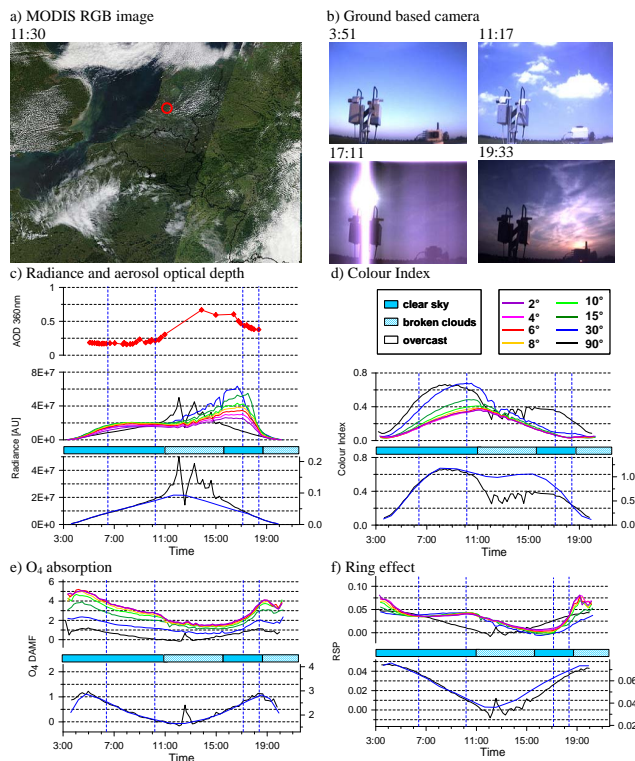 a) MODIS RGB image
11:30
b) Ground based camera
3:51
11:17
17:11
19:33
c) Radiance and aerosol optical depth
AOD 360nm
1
0.5
0
Radiance [A.U]
8E+7
4E+7
0E+0
4E+7
2E+7
0E+0
0.2
0.1
0.0
3:00 7:00 11:00 15:00 19:00
Time
d) Colour Index
clear sky
broken clouds
overcast
2°
4°
6°
8°
10°
15°
30°
90°
Colour Index
0.8
0.4
0.0
0.8
0.4
0.0
1.0
0.5
0.0
3:00 7:00 11:00 15:00 19:00
Time
e) O4 absorption
O4 DAMF
6
4
2
0
2
1
0
4
3
2
3:00 7:00 11:00 15:00 19:00
Time
f) Ring effect
RSP
0.10
0.05
0.00
0.04
0.02
0.00
0.06
0.04
0.02
3:00 7:00 11:00 15:00 19:00
Time